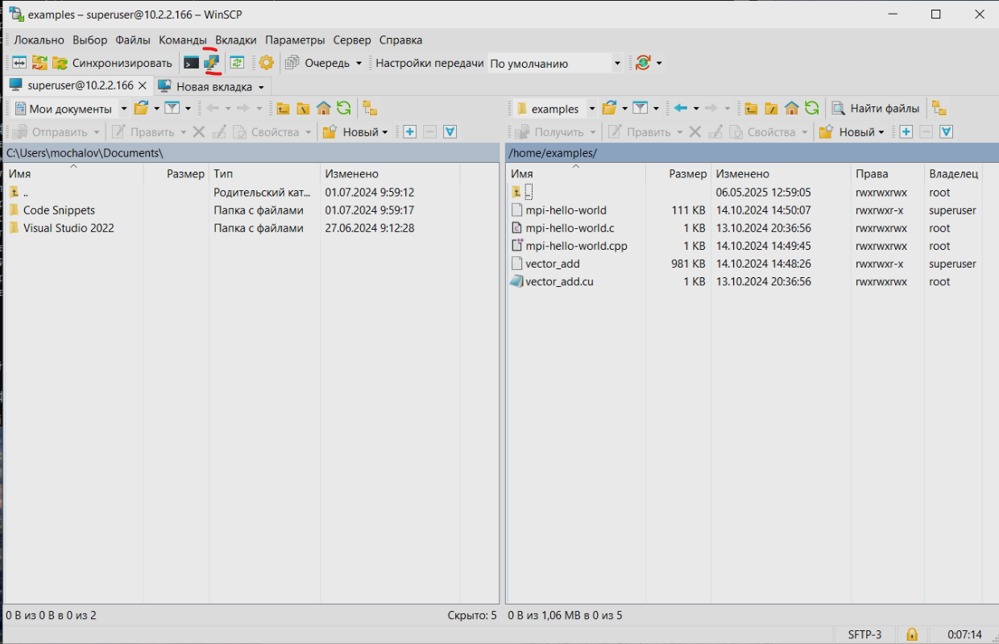 examples – superuser@10.2.2.166 – WinSCP
Локально Выбор Файлы Команды Вкладки Параметры Сервер Справка
Синхронизировать Очередь Настройки передачи По умолчанию
superuser@10.2.2.166 Новая вкладка
Мои документы
examples Найти файлы
Отправить Править Свойства Новый
Получить Править Свойства Новый
C:\Users\mochalov\Documents\
Имя Размер Тип Изменено
.. Родительский кат... 01.07.2024 9:59:12
Code Snippets Папка с файлами 01.07.2024 9:59:17
Visual Studio 2022 Папка с файлами 27.06.2024 9:12:28
/home/examples/
Имя Размер Изменено Права Владелец
.. 06.05.2025 12:59:05 rwxrwxrwx root
mpi-hello-world 111 KB 14.10.2024 14:50:07 rwxrwxr-x superuser
mpi-hello-world.c 1 KB 13.10.2024 20:36:56 rwxrwxrwx root
mpi-hello-world.cpp 1 KB 14.10.2024 14:49:45 rwxrwxrwx root
vector_add 981 KB 14.10.2024 14:48:26 rwxrwxr-x superuser
vector_add.cu 1 KB 13.10.2024 20:36:56 rwxrwxrwx root
0 B из 0 B в 0 из 2 Скрыто: 5
0 B из 1,06 MB в 0 из 5
SFTP-3 0:07:14